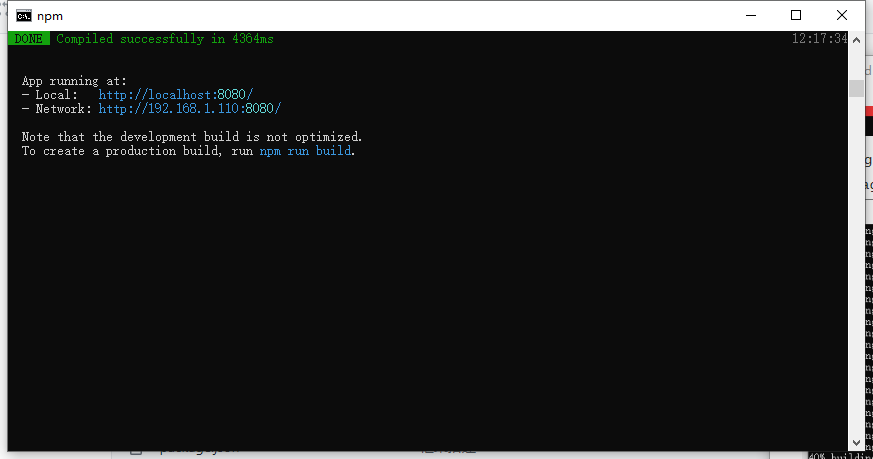 npm
DONE Compiled successfully in 4364ms 12:17:34
App running at:
- Local: http://localhost:8080/
- Network: http://192.168.1.110:8080/
Note that the development build is not optimized.
To create a production build, run npm run build.